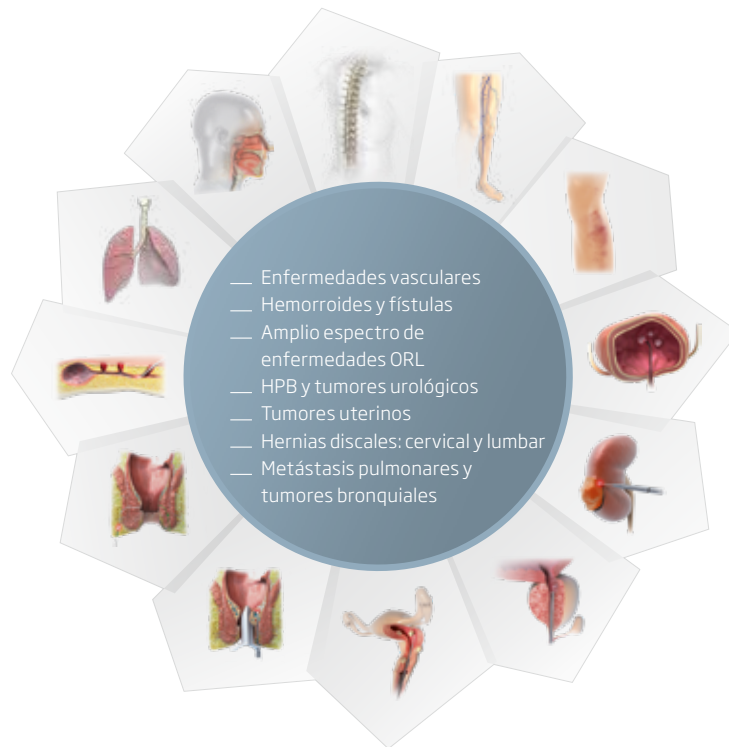 Enfermedades vasculares
Hemorroides y fístulas
Amplio espectro de
enfermedades ORL
HPB y tumores urológicos
Tumores uterinos
Hernias discales: cervical y lumbar
Metástasis pulmonares y
tumores bronquiales